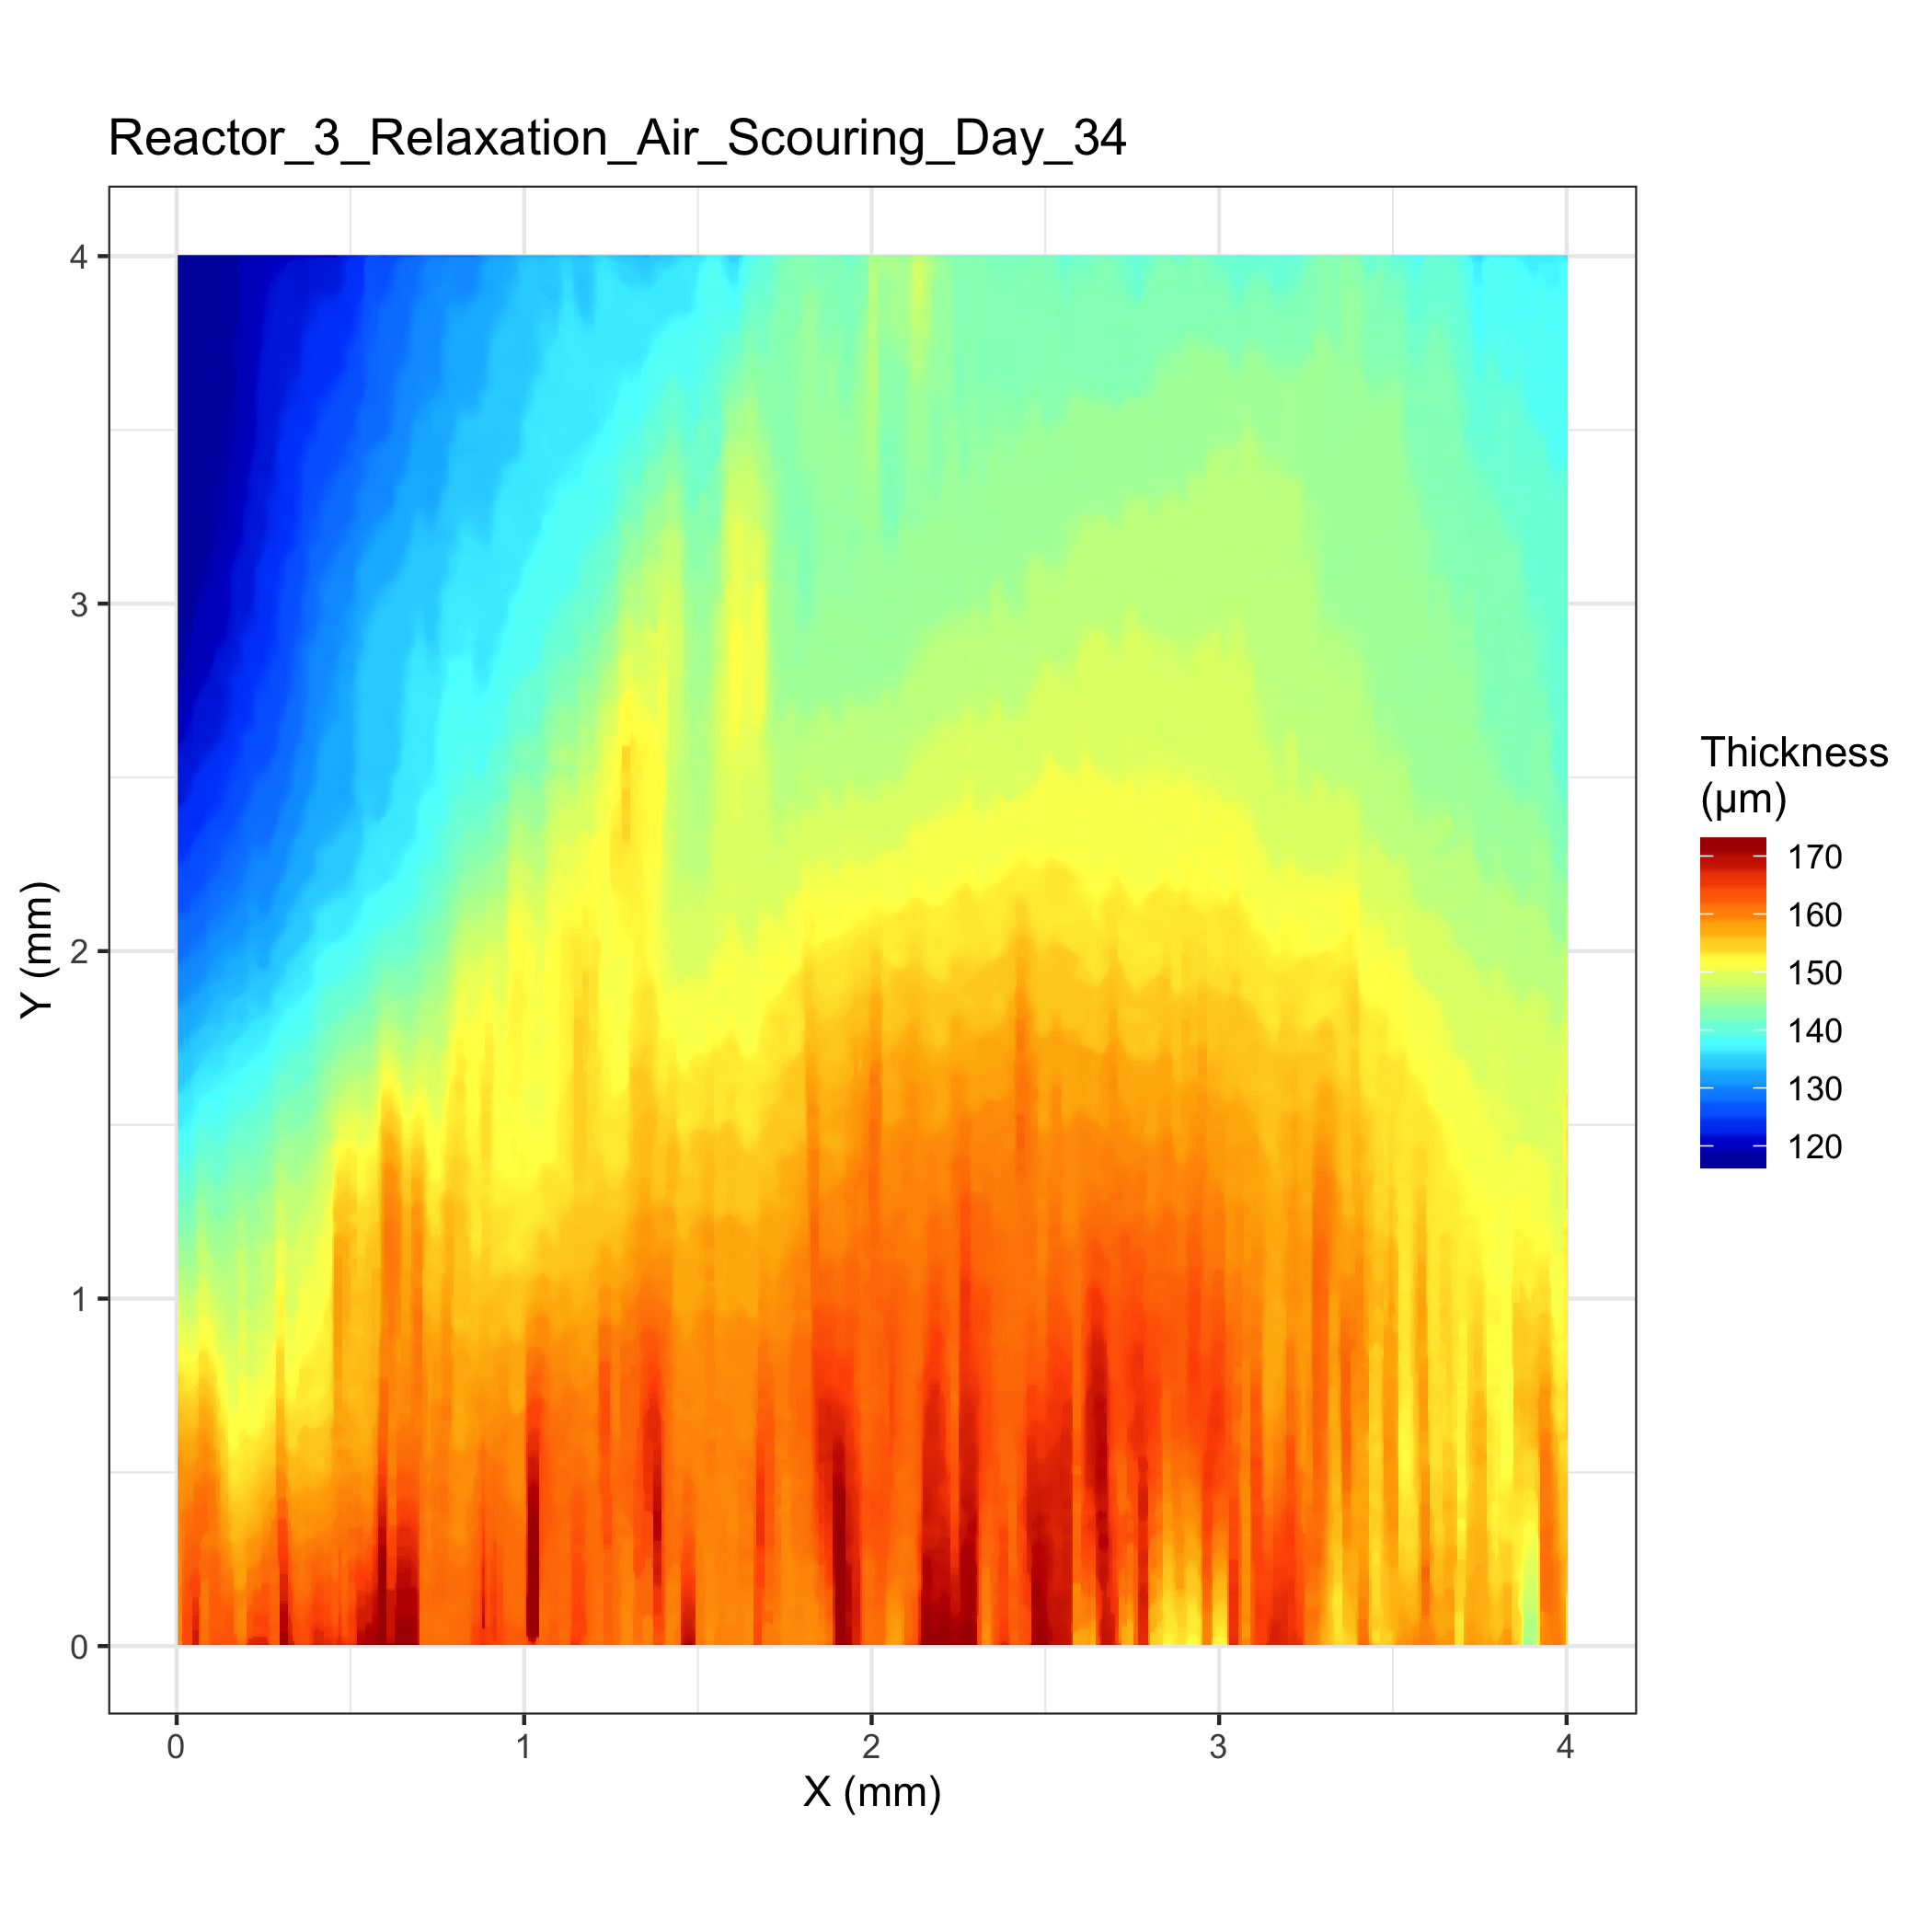 Reactor_3_Relaxation_Air_Scouring_Day_34
4
3
2
1
0
Y (mm)
0 1 2 3 4
X (mm)
Thickness
(µm)
170
160
150
140
130
120